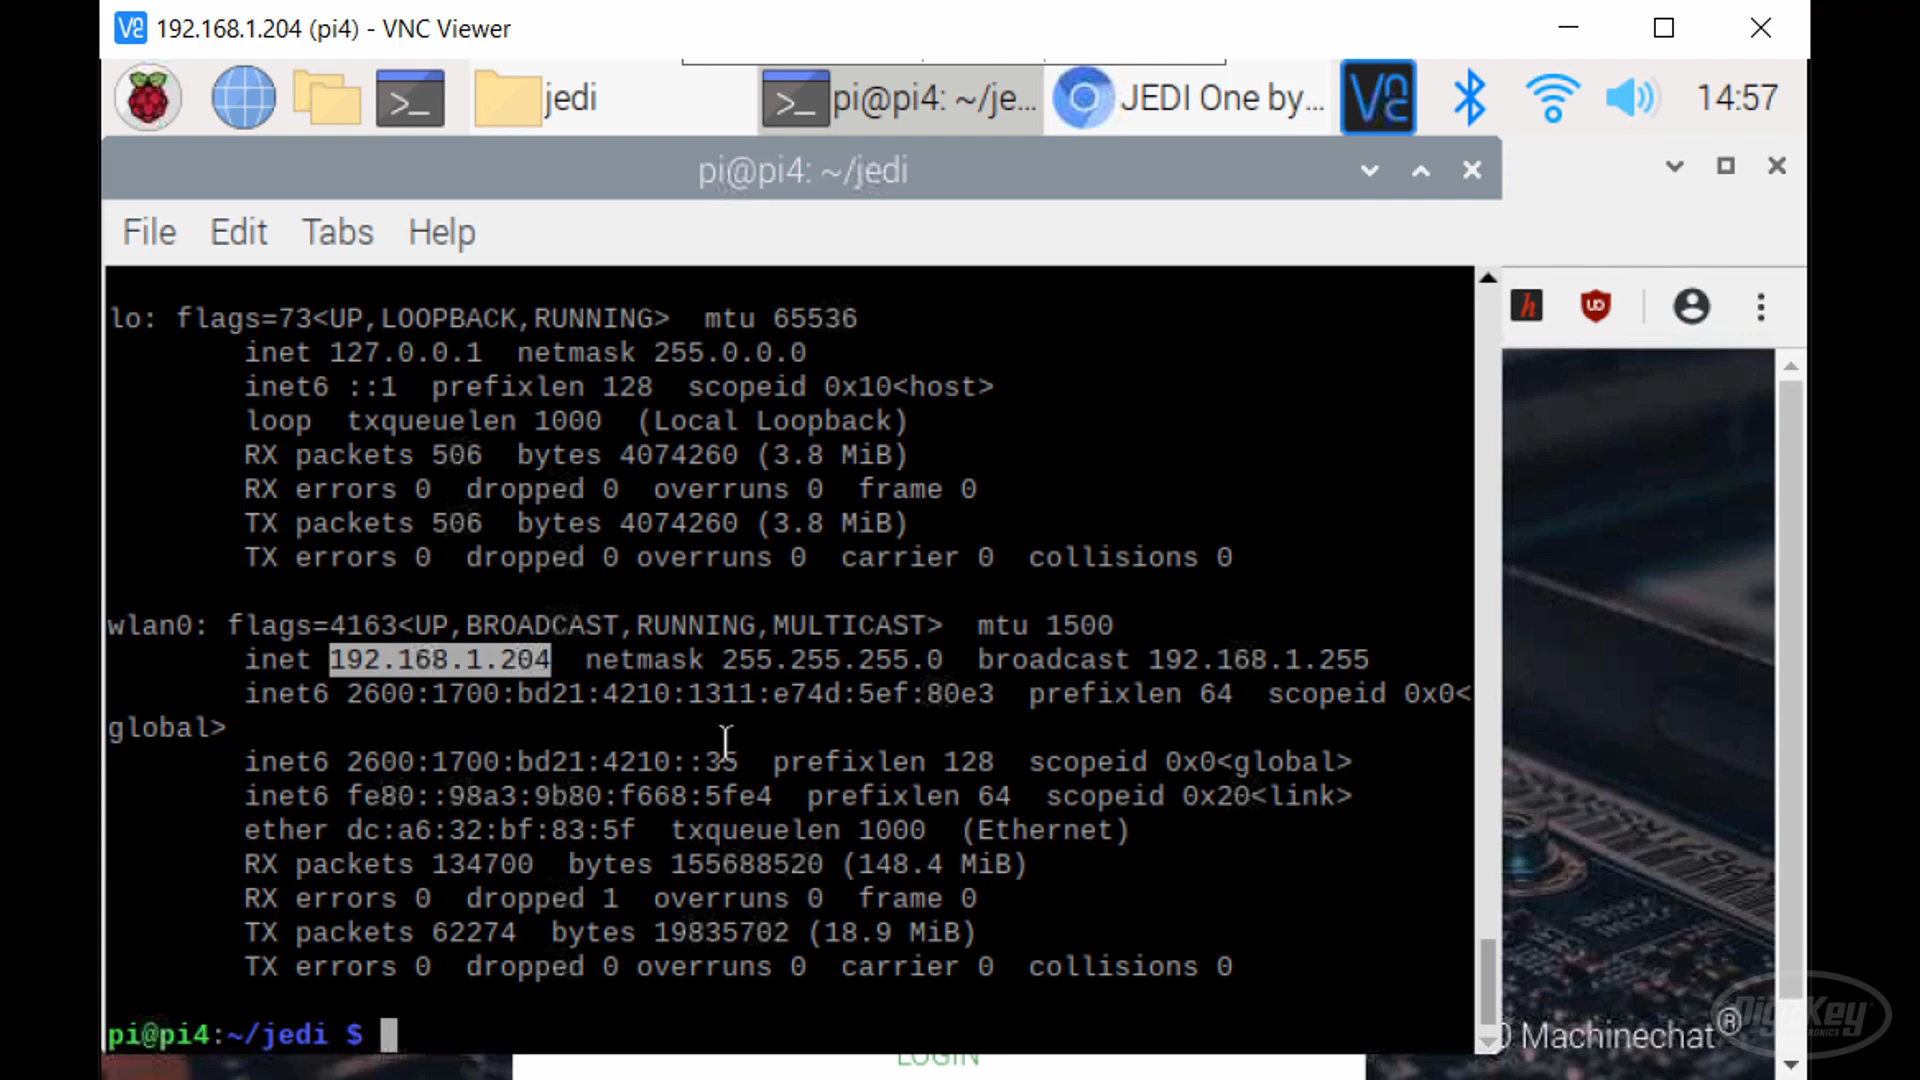 192.168.1.204 (pi4) - VNC Viewer
jedi
pi@pi4: ~/je...
JEDI One by...
14:57
pi@pi4: ~/jedi
File Edit Tabs Help
lo: flags=73<UP,LOOPBACK,RUNNING> mtu 65536
inet 127.0.0.1 netmask 255.0.0.0
inet6 ::1 prefixlen 128 scopeid 0x10<host>
loop txqueuelen 1000 (Local Loopback)
RX packets 506 bytes 4074260 (3.8 MiB)
RX errors 0 dropped 0 overruns 0 frame 0
TX packets 506 bytes 4074260 (3.8 MiB)
TX errors 0 dropped 0 overruns 0 carrier 0 collisions 0
wlan0: flags=4163<UP,BROADCAST,RUNNING,MULTICAST> mtu 1500
inet 192.168.1.204 netmask 255.255.255.0 broadcast 192.168.1.255
inet6 2600:1700:bd21:4210:1311:e74d:5ef:80e3 prefixlen 64 scopeid 0x0<
global>
inet6 2600:1700:bd21:4210::35 prefixlen 128 scopeid 0x0<global>
inet6 fe80::98a3:9b80:f668:5fe4 prefixlen 64 scopeid 0x20<link>
ether dc:a6:32:bf:83:5f txqueuelen 1000 (Ethernet)
RX packets 134700 bytes 155688520 (148.4 MiB)
RX errors 0 dropped 1 overruns 0 frame 0
TX packets 62274 bytes 19835702 (18.9 MiB)
TX errors 0 dropped 0 overruns 0 carrier 0 collisions 0
pi@pi4:~/jedi $
Machinechat®
LOGIN
Digi-Key
ELECTRONICS